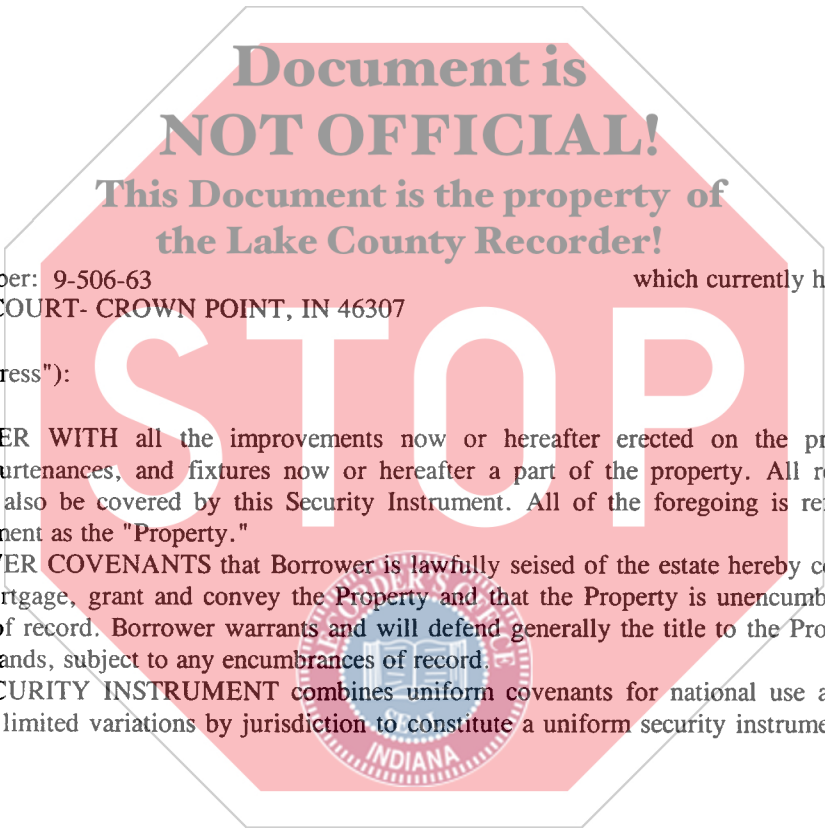 Document is
NOT OFFICIAL!
This Document is the property of
the Lake County Recorder!
ber: 9-506-63 which currently h
COURT- CROWN POINT, IN 46307
ress"):
STOP
ER WITH all the improvements now or hereafter erected on the pr
urtenances, and fixtures now or hereafter a part of the property. All r
also be covered by this Security Instrument. All of the foregoing is re
ment as the "Property."
ER COVENANTS that Borrower is lawfully seised of the estate hereby c
rtgage, grant and convey the Property and that the Property is unencumb
of record. Borrower warrants and will defend generally the title to the Pro
ands, subject to any encumbrances of record.
CURITY INSTRUMENT combines uniform covenants for national use a
limited variations by jurisdiction to constitute a uniform security instrume
RDER'S OFFICE
SEAL
INDIANA